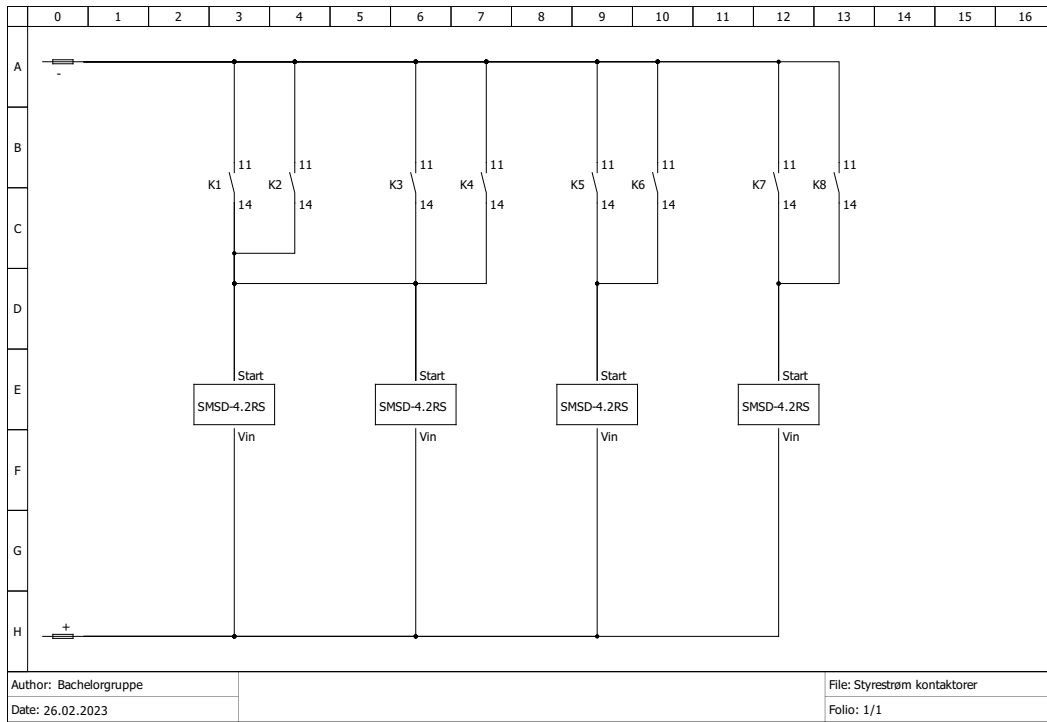 0 1 2 3 4 5 6 7 8 9 10 11 12 13 14 15 16
A
-
B
11 11 11 11 11 11 11 11
K1 K2 K3 K4 K5 K6 K7 K8
14 14 14 14 14 14 14 14
C
D
Start Start Start Start
E
SMSD-4.2RS SMSD-4.2RS SMSD-4.2RS SMSD-4.2RS
Vin Vin Vin Vin
F
G
+
H
Author: Bachelorgruppe File: Styrestrøm kontaktorer
Date: 26.02.2023 Folio: 1/1